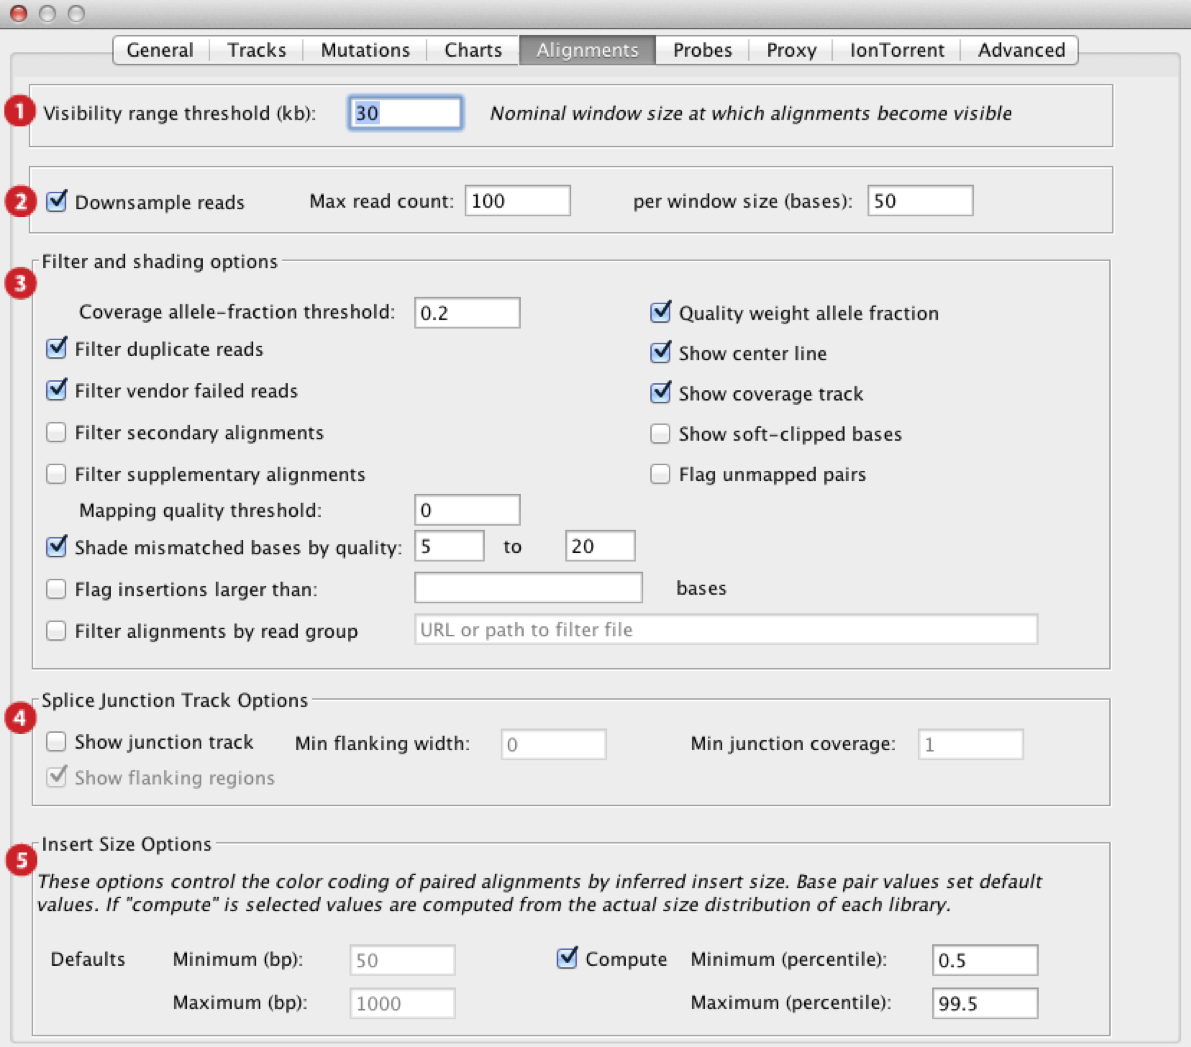 General Tracks Mutations Charts Alignments Probes Proxy IonTorrent Advanced
1 Visibility range threshold (kb): 30 Nominal window size at which alignments become visible
2 Downsample reads Max read count: 100 per window size (bases): 50
Filter and shading options
3
Coverage allele-fraction threshold: 0.2 Quality weight allele fraction
Filter duplicate reads Show center line
Filter vendor failed reads Show coverage track
Filter secondary alignments Show soft-clipped bases
Filter supplementary alignments Flag unmapped pairs
Mapping quality threshold: 0
Shade mismatched bases by quality: 5 to 20
Flag insertions larger than: bases
Filter alignments by read group URL or path to filter file
Splice Junction Track Options
4
Show junction track Min flanking width: 0 Min junction coverage: 1
Show flanking regions
Insert Size Options
5
These options control the color coding of paired alignments by inferred insert size. Base pair values set default
values. If "compute" is selected values are computed from the actual size distribution of each library.
Defaults Minimum (bp): 50 Compute Minimum (percentile): 0.5
Maximum (bp): 1000 Maximum (percentile): 99.5